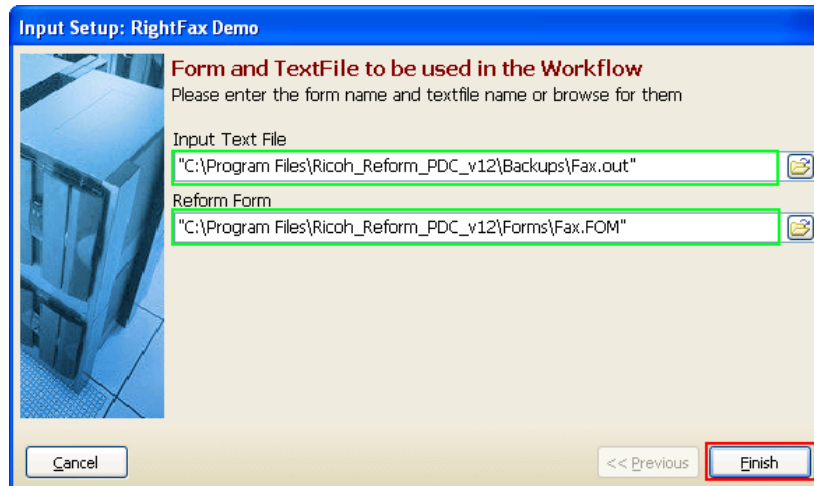 Input Setup: RightFax Demo
Form and TextFile to be used in the Workflow
Please enter the form name and textfile name or browse for them
Input Text File
"C:\Program Files\Ricoh_Reform_PDC_v12\Backups\Fax.out"
Reform Form
"C:\Program Files\Ricoh_Reform_PDC_v12\Forms\Fax.FOM"
Cancel
<< Previous
Finish